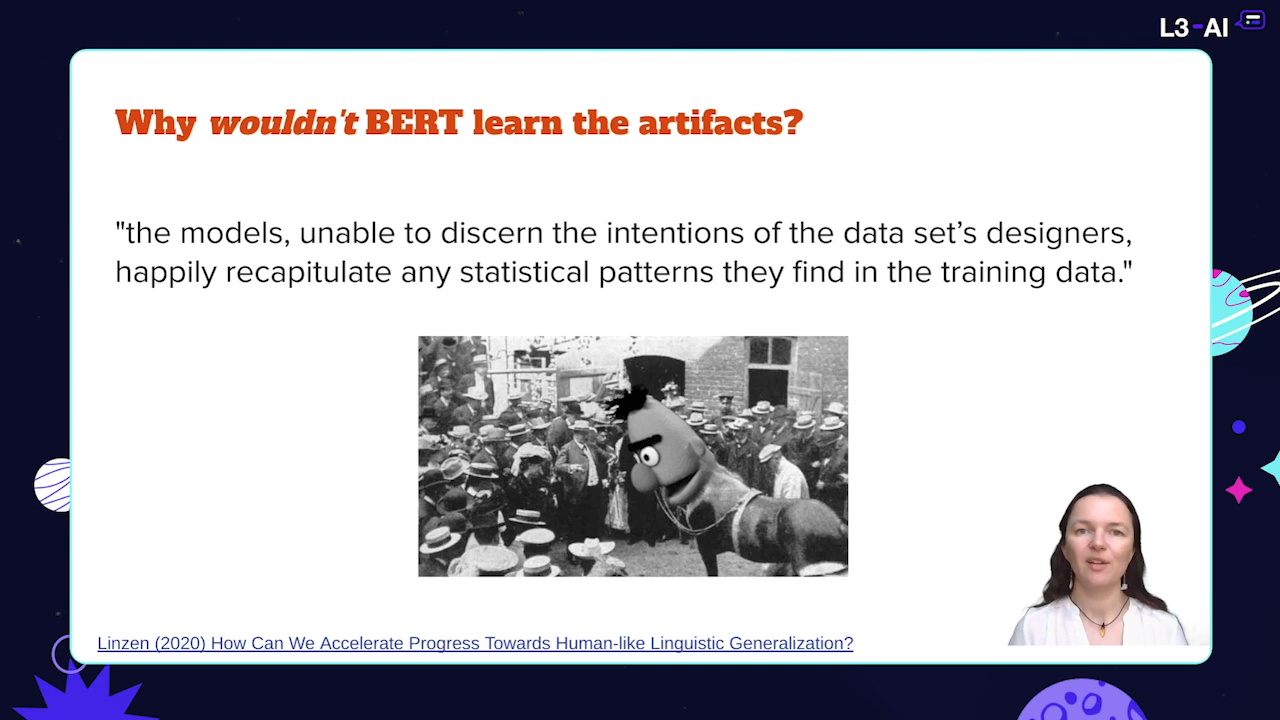 L3-AI
Why wouldn't BERT learn the artifacts?
"the models, unable to discern the intentions of the data set’s designers,
happily recapitulate any statistical patterns they find in the training data."
Linzen (2020) How Can We Accelerate Progress Towards Human-like Linguistic Generalization?